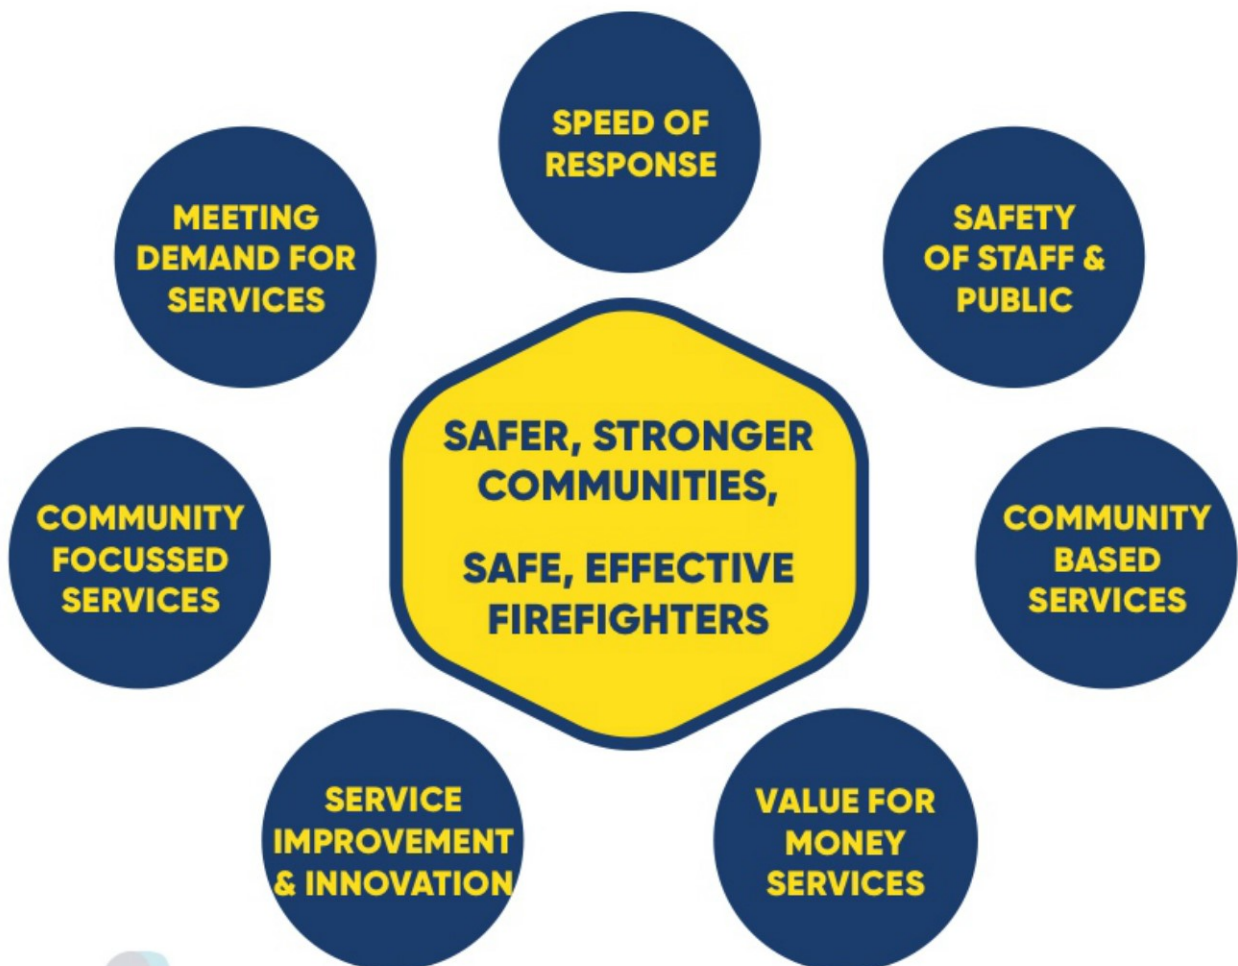 SPEED OF
RESPONSE
MEETING
DEMAND FOR
SERVICES
SAFETY
OF STAFF &
PUBLIC
SAFER, STRONGER
COMMUNITIES,
SAFE, EFFECTIVE
FIREFIGHTERS
COMMUNITY
FOCUSSED
SERVICES
COMMUNITY
BASED
SERVICES
SERVICE
IMPROVEMENT
& INNOVATION
VALUE FOR
MONEY
SERVICES